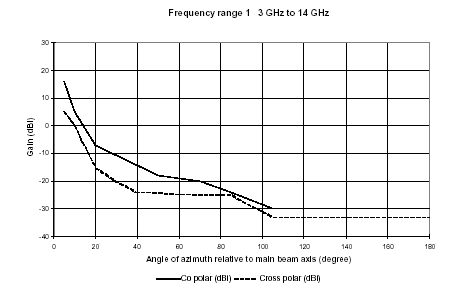 Frequency range 1 3 GHz to 14 GHz
Gain (dBi)
30
20
10
0
-10
-20
-30
-40
0 20 40 60 80 100 120 140 160 180
Angle of azimuth relative to main beam axis (degree)
Co polar (dBi) Cross polar (dBi)